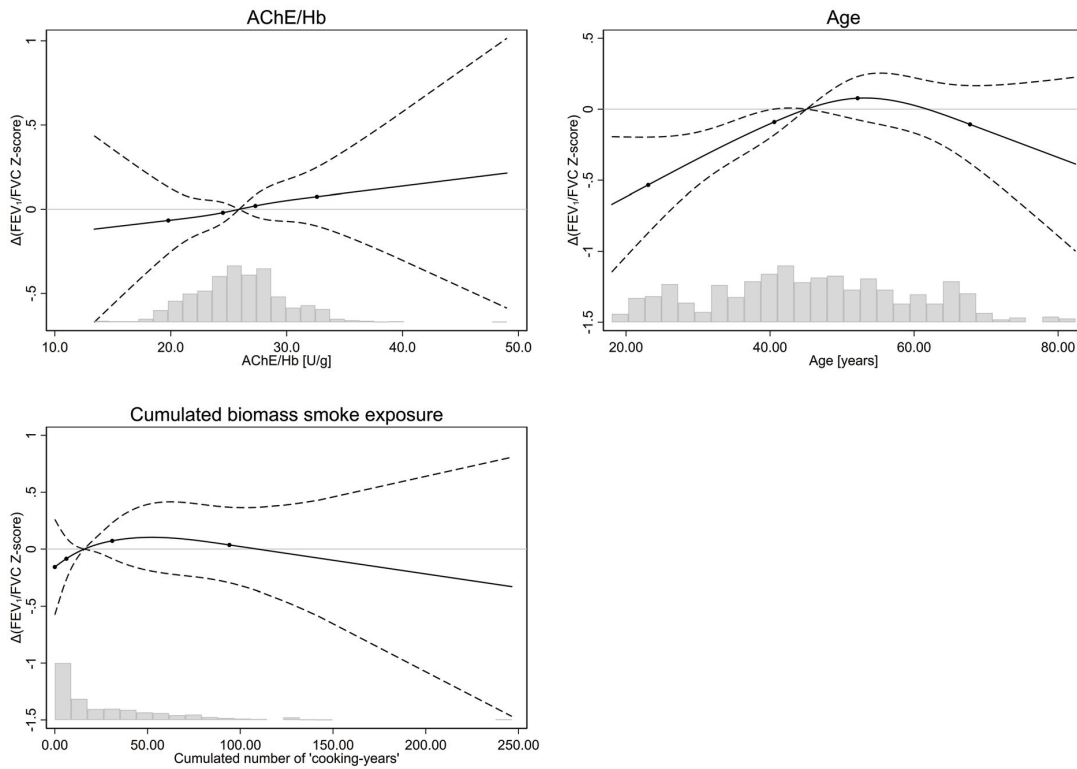 AChE/Hb
Δ(FEV₁/FVC Z-score)
1
.5
0
-.5
10.0 20.0 30.0 40.0 50.0
AChE/Hb [U/g]
Age
Δ(FEV₁/FVC Z-score)
.5
0
-.5
-1
-1.5
20.00 40.00 60.00 80.00
Age [years]
Cumulated biomass smoke exposure
Δ(FEV₁/FVC Z-score)
1
.5
0
-.5
-1
-1.5
0.00 50.00 100.00 150.00 200.00 250.00
Cumulated number of 'cooking-years'